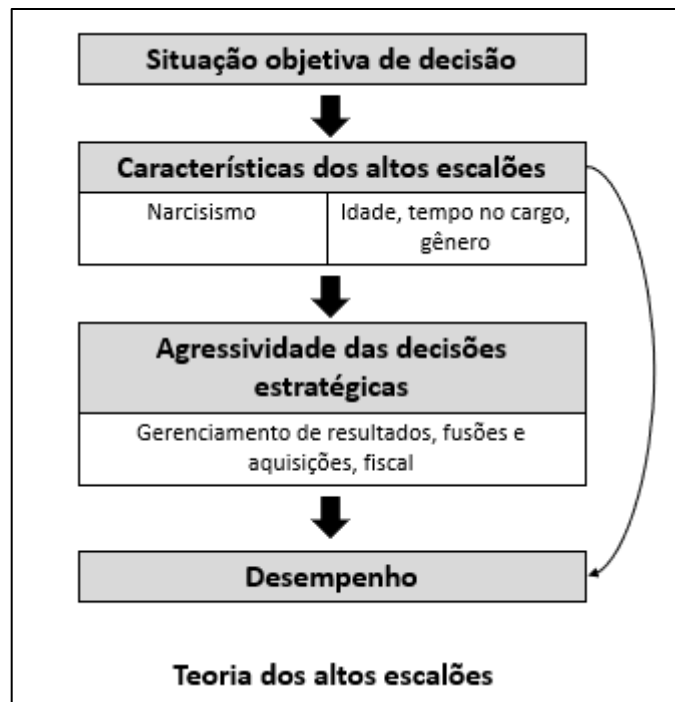 Situação objetiva de decisão
Características dos altos escalões
Narcisismo
Idade, tempo no cargo,
gênero
Agressividade das decisões
estratégicas
Gerenciamento de resultados, fusões e
aquisições, fiscal
Desempenho
Teoria dos altos escalões